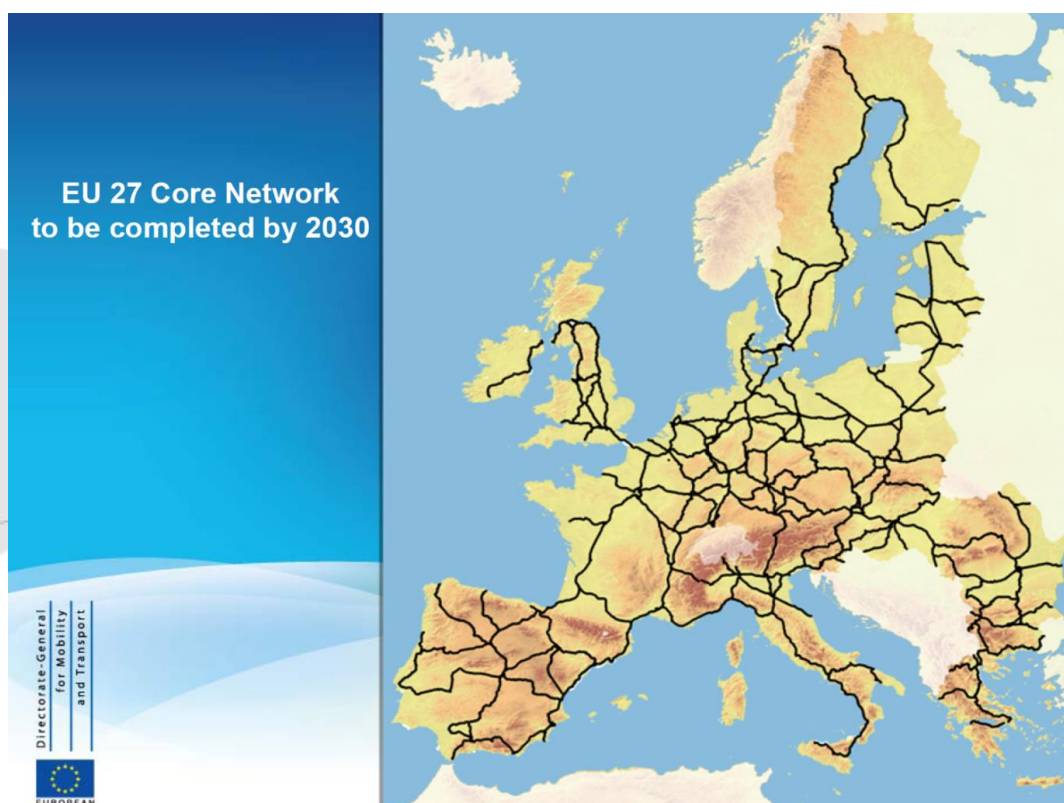 EU 27 Core Network
to be completed by 2030
Directorate-General
for Mobility
and Transport
EUROPEAN